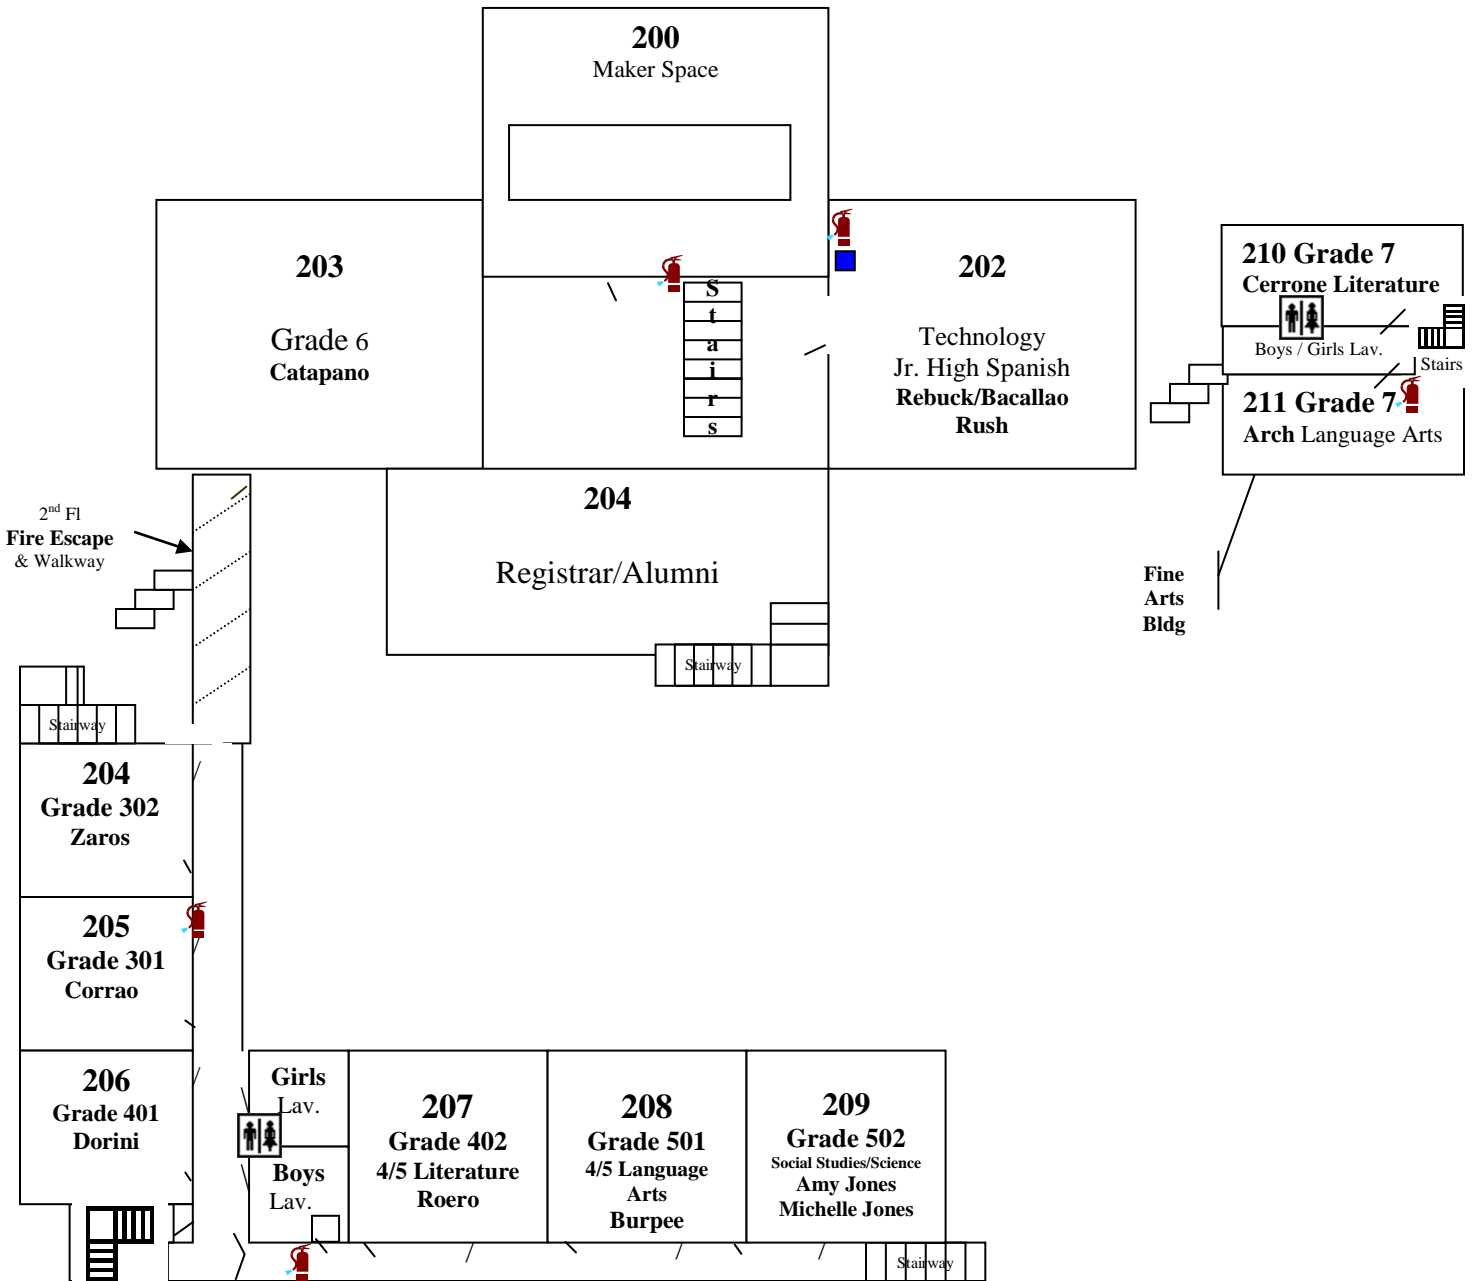 200
Maker Space
203
Grade 6
Catapano
S
t
a
i
r
s
202
Technology
Jr. High Spanish
Rebuck/Bacallao
Rush
210 Grade 7
Cerrone Literature
Boys / Girls Lav.
Stairs
211 Grade 7
Arch Language Arts
204
Registrar/Alumni
Stairway
2nd Fl
Fire Escape
& Walkway
Fine
Arts
Bldg
Stairway
204
Grade 302
Zaros
205
Grade 301
Corrao
206
Grade 401
Dorini
Girls
Lav.
Boys
Lav.
207
Grade 402
4/5 Literature
Roero
208
Grade 501
4/5 Language
Arts
Burpee
209
Grade 502
Social Studies/Science
Amy Jones
Michelle Jones
Stairway